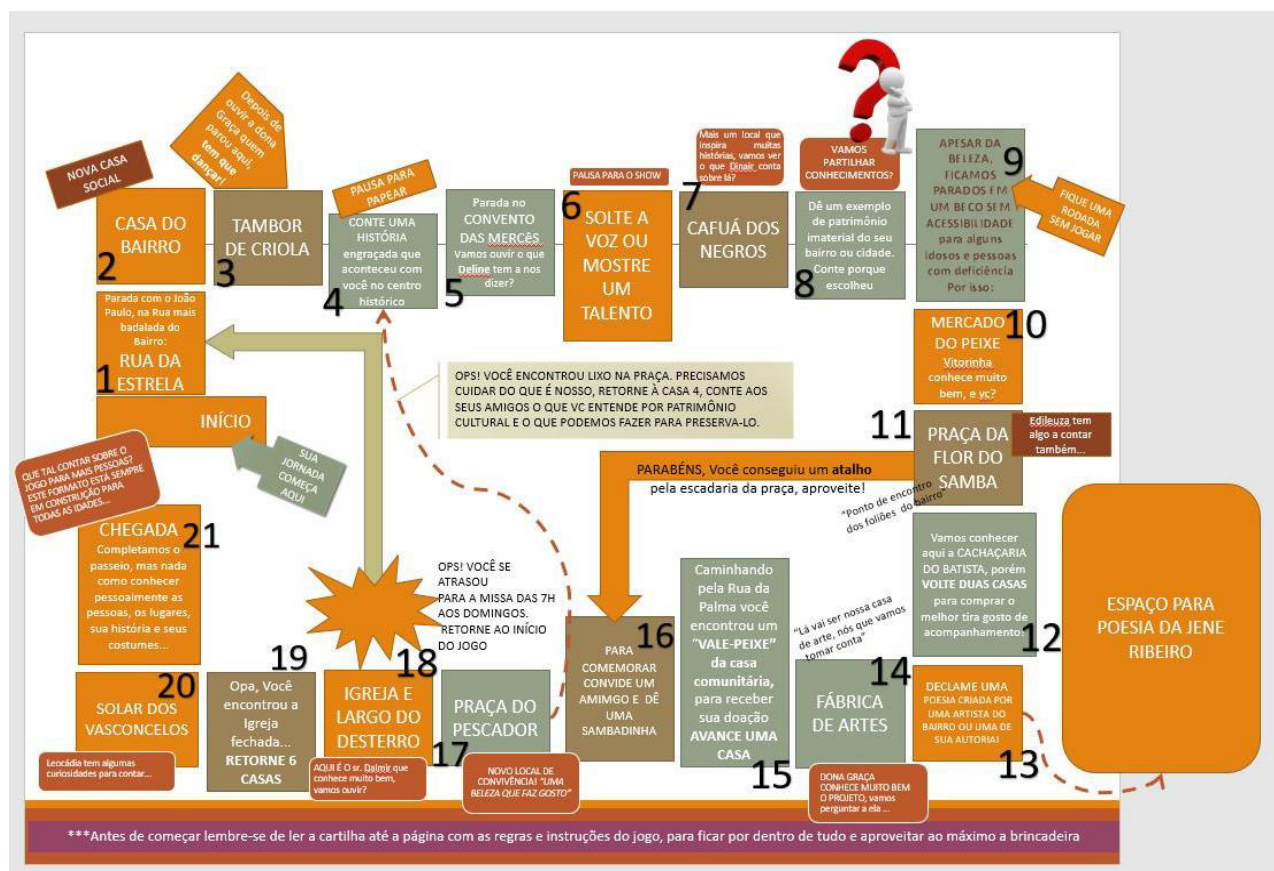 NOVA CASA
SOCIAL
CASA DO
BAIRRO
2
Depois de
ouvir a dona
Graça quem
parou aqui,
tem que
dançar!
TAMBOR
DE CRIOLA
3
PAUSA PARA
PAPEAR
CONTE UMA
HISTÓRIA
engraçada que
aconteceu com
você no centro
histórico
4
Parada no
CONVENTO
DAS MERCêS
Vamos ouvir o que
Deline tem a nos
dizer?
5
PAUSA PARA O SHOW
6
SOLTE A
VOZ OU
MOSTRE
UM
TALENTO
Mais um local que
inspira muitas
histórias, vamos ver
o que Dinair conta
sobre lá?
7
CAFUÁ DOS
NEGROS
VAMOS
PARTILHAR
CONHECIMENTOS?
?
Dê um exemplo
de patrimônio
imaterial do seu
bairro ou cidade.
Conte porque
escolheu
8
9
APESAR DA
BELEZA,
FICAMOS
PARADOS EM
UM BECO SEM
ACESSIBILIDADE
para alguns
idosos e pessoas
com deficiência
Por isso:
FIQUE UMA
RODADA
SEM JOGAR
Parada com o João
Paulo, na Rua mais
badalada do
Bairro:
RUA DA
ESTRELA
1
INÍCIO
SUA
JORNADA
COMEÇA
AQUI
OPS! VOCÊ ENCONTROU LIXO NA PRAÇA. PRECISAMOS
CUIDAR DO QUE É NOSSO, RETORNE À CASA 4, CONTE AOS
SEUS AMIGOS O QUE VC ENTENDE POR PATRIMÔNIO
CULTURAL E O QUE PODEMOS FAZER PARA PRESERVA-LO.
10
MERCADO
DO PEIXE
Vitorinha
conhece muito
bem, e vc?
11
PRAÇA DA
FLOR DO
SAMBA
Edileuza tem
algo a contar
também...
PARABÉNS, Você conseguiu um atalho
pela escadaria da praça, aproveite!
"Ponto de encontro
dos foliões do bairro"
Vamos conhecer
aqui a CACHAÇARIA
DO BATISTA, porém
VOLTE DUAS CASAS
para comprar o
melhor tira gosto de
acompanhamento:
12
ESPAÇO PARA
POESIA DA JENE
RIBEIRO
DECLAME UMA
POESIA CRIADA POR
UMA ARTISTA DO
BAIRRO OU UMA DE
SUA AUTORIA!
13
"Lá vai ser nossa casa
de arte, nós que vamos
tomar conta"
14
FÁBRICA
DE ARTES
DONA GRAÇA
CONHECE MUITO BEM
O PROJETO, vamos
perguntar a ela ...
Caminhando
pela Rua da
Palma você
encontrou um
"VALE-PEIXE"
da casa
comunitária,
para receber
sua doação
AVANCE UMA
CASA
15
16
PARA
COMEMORAR
CONVIDE UM
AMIMGO E DÊ
UMA
SAMBADINHA
PRAÇA DO
PESCADOR
17
NOVO LOCAL DE
CONVIVÊNCIA! "UMA
BELEZA QUE FAZ GOSTO"
OPS! VOCÊ SE
ATRASOU
PARA A MISSA DAS 7H
AOS DOMINGOS.
RETORNE AO INÍCIO
DO JOGO
18
IGREJA E
LARGO DO
DESTERRO
AQUI É O sr. Dalmir que
conhece muito bem,
vamos ouvir?
19
Opa, Você
encontrou a
Igreja
fechada...
RETORNE 6
CASAS
20
SOLAR DOS
VASCONCELOS
Leocádia tem algumas
curiosidades para contar...
QUE TAL CONTAR SOBRE O
JOGO PARA MAIS PESSOAS?
ESTE FORMATO ESTÁ SEMPRE
EM CONSTRUÇÃO PARA
TODAS AS IDADES...
CHEGADA
21
Completamos o
passeio, mas nada
como conhecer
pessoalmente as
pessoas, os lugares,
sua história e seus
costumes...
***Antes de começar lembre-se de ler a cartilha até a página com as regras e instruções do jogo, para ficar por dentro de tudo e aproveitar ao máximo a brincadeira